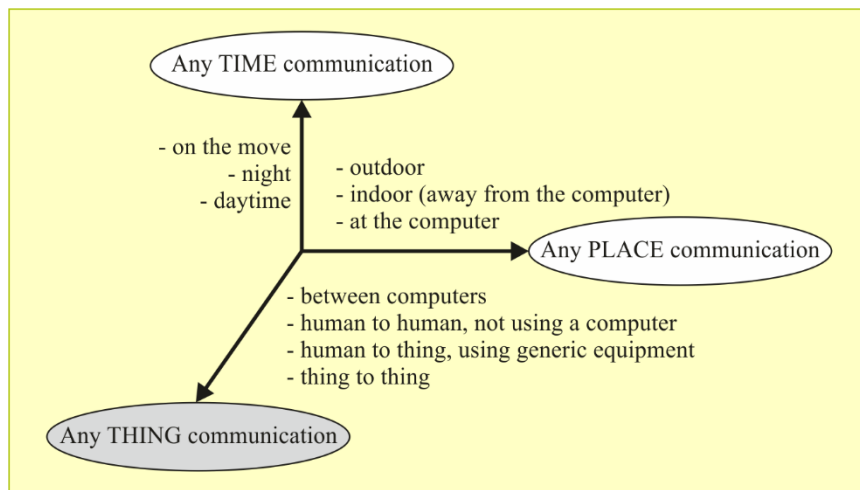 Any TIME communication
- on the move
- night
- daytime
- outdoor
- indoor (away from the computer)
- at the computer
Any PLACE communication
- between computers
- human to human, not using a computer
- human to thing, using generic equipment
- thing to thing
Any THING communication